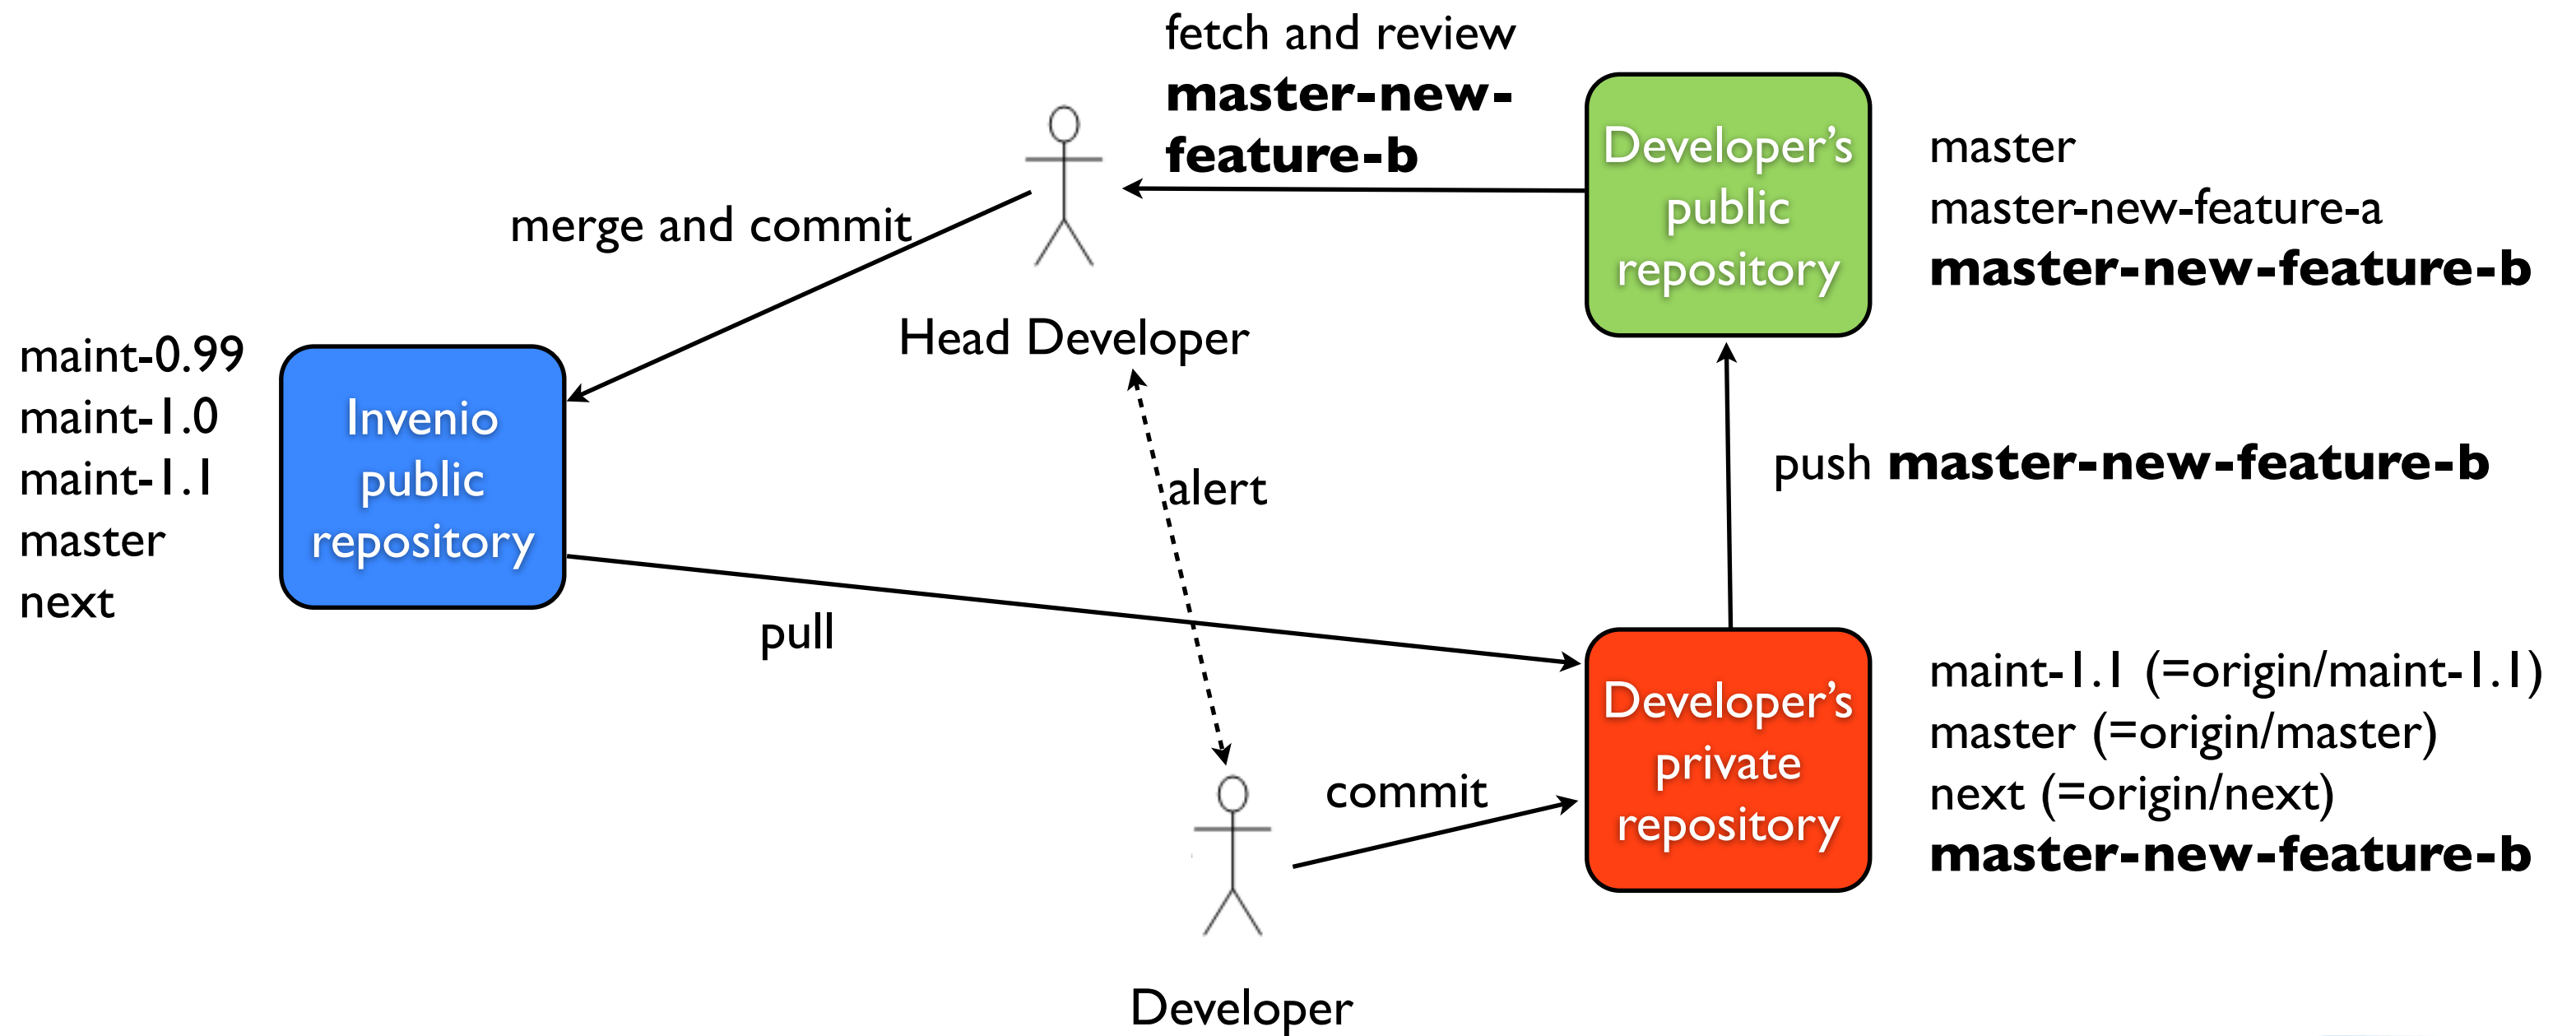 fetch and review
master-new-
feature-b
Developer’s
public
repository
master
master-new-feature-a
master-new-feature-b
merge and commit
Head Developer
maint-0.99
maint-1.0
maint-1.1
master
next
Invenio
public
repository
alert
push master-new-feature-b
pull
Developer’s
private
repository
maint-1.1 (=origin/maint-1.1)
master (=origin/master)
next (=origin/next)
master-new-feature-b
commit
Developer